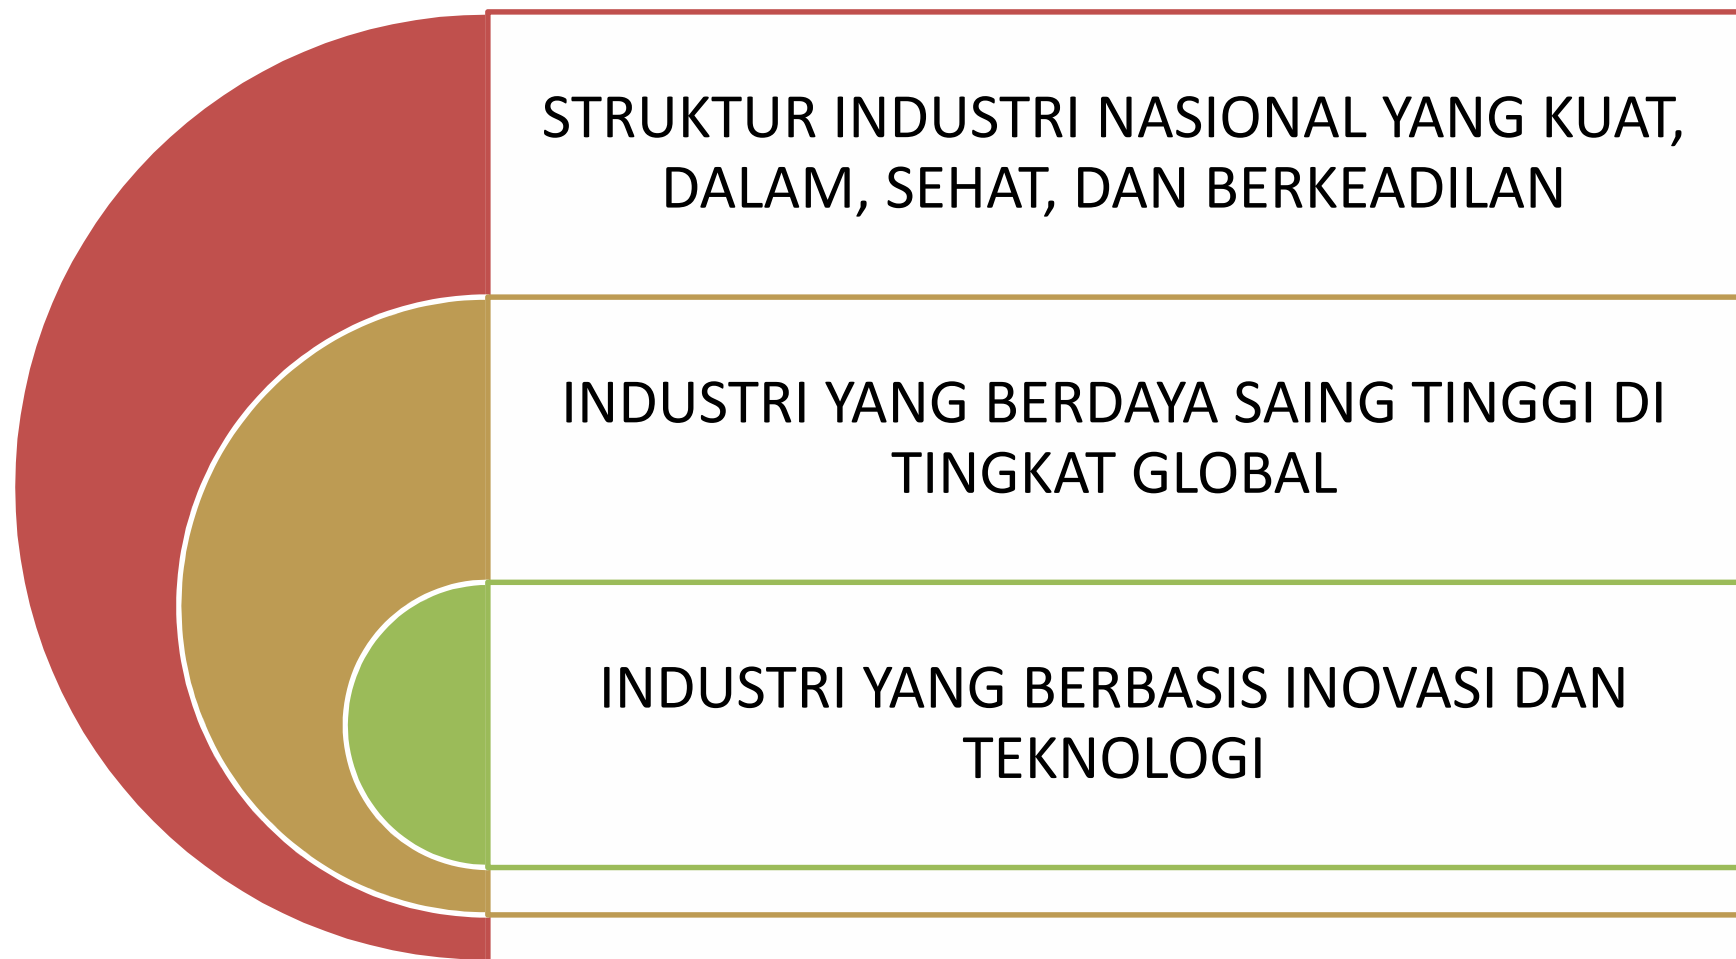 STRUKTUR INDUSTRI NASIONAL YANG KUAT,
DALAM, SEHAT, DAN BERKEADILAN
INDUSTRI YANG BERDAYA SAING TINGGI DI
TINGKAT GLOBAL
INDUSTRI YANG BERBASIS INOVASI DAN
TEKNOLOGI